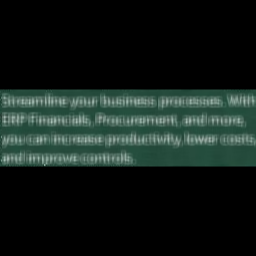 Streamline your business processes. With
ERP Financials, Procurement, and more,
you can increase productivity, lower costs,
and improve controls.